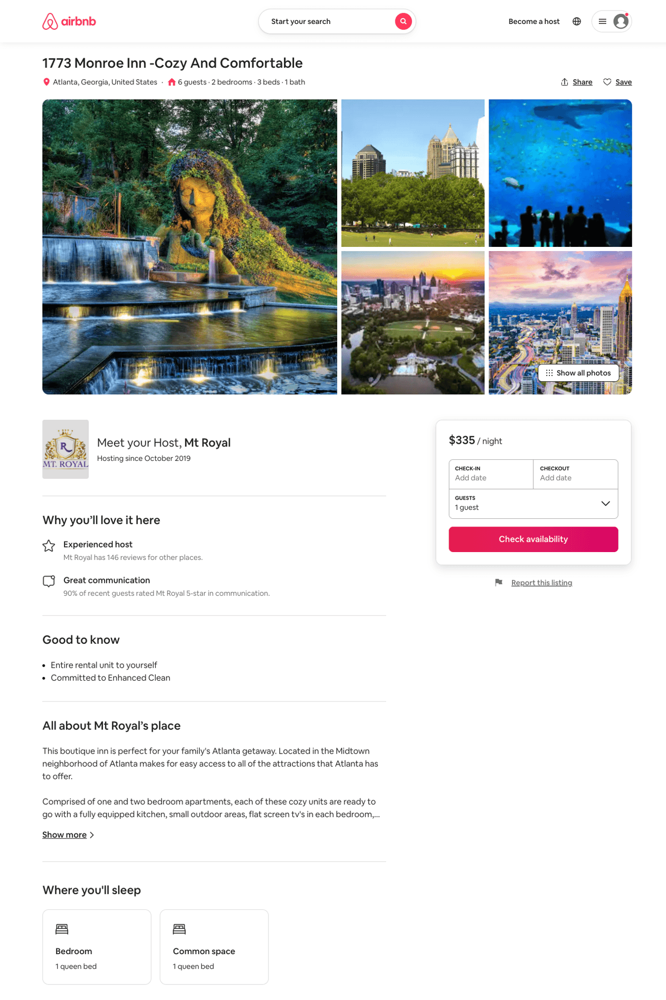 airbnb
Start your search
Become a host
1773 Monroe Inn -Cozy And Comfortable
Atlanta, Georgia, United States · 6 guests · 2 bedrooms · 3 beds · 1 bath
Share
Save
Show all photos
R
MT. ROYAL
Meet your Host, Mt Royal
Hosting since October 2019
$335 / night
CHECK-IN
Add date
CHECKOUT
Add date
GUESTS
1 guest
Check availability
Report this listing
Why you’ll love it here
Experienced host
Mt Royal has 146 reviews for other places.
Great communication
90% of recent guests rated Mt Royal 5-star in communication.
Good to know
• Entire rental unit to yourself
• Committed to Enhanced Clean
All about Mt Royal’s place
This boutique inn is perfect for your family's Atlanta getaway. Located in the Midtown
neighborhood of Atlanta makes for easy access to all of the attractions that Atlanta has
to offer.
Comprised of one and two bedroom apartments, each of these cozy units are ready to
go with a fully equipped kitchen, small outdoor areas, flat screen tv's in each bedroom,...
Show more
Where you'll sleep
Bedroom
1 queen bed
Common space
1 queen bed